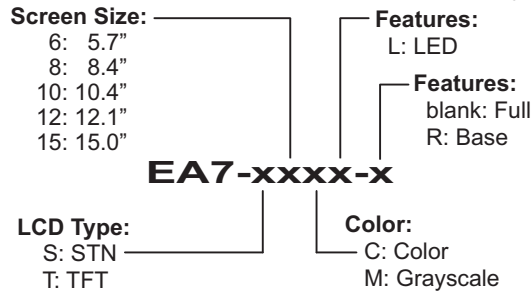 Screen Size:
6: 5.7”
8: 8.4”
10: 10.4”
12: 12.1”
15: 15.0”
Features:
L: LED
Features:
blank: Full
R: Base
EA7-xxxx-x
LCD Type:
S: STN
T: TFT
Color:
C: Color
M: Grayscale